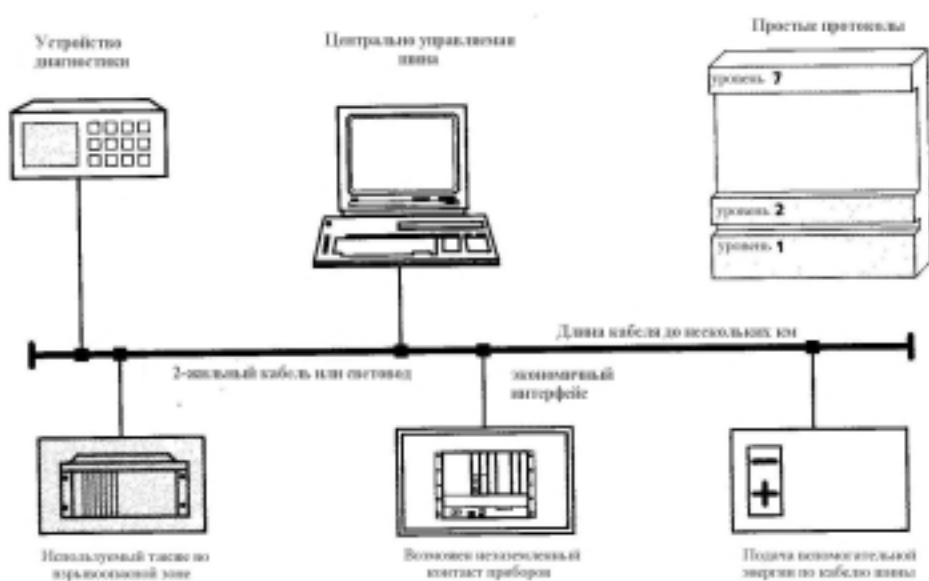 Устройство
диагностики
Центрально управляемая
шина
Простые протоколы
уровень 7
уровень 2
уровень 1
Длина кабеля до нескольких км
2-жильный кабель или световод
экономичный
интерфейс
Используемый также во
взрывоопасной зоне
Возможен незаземленный
контакт приборов
Подача вспомогательной
энергии по кабелю шины